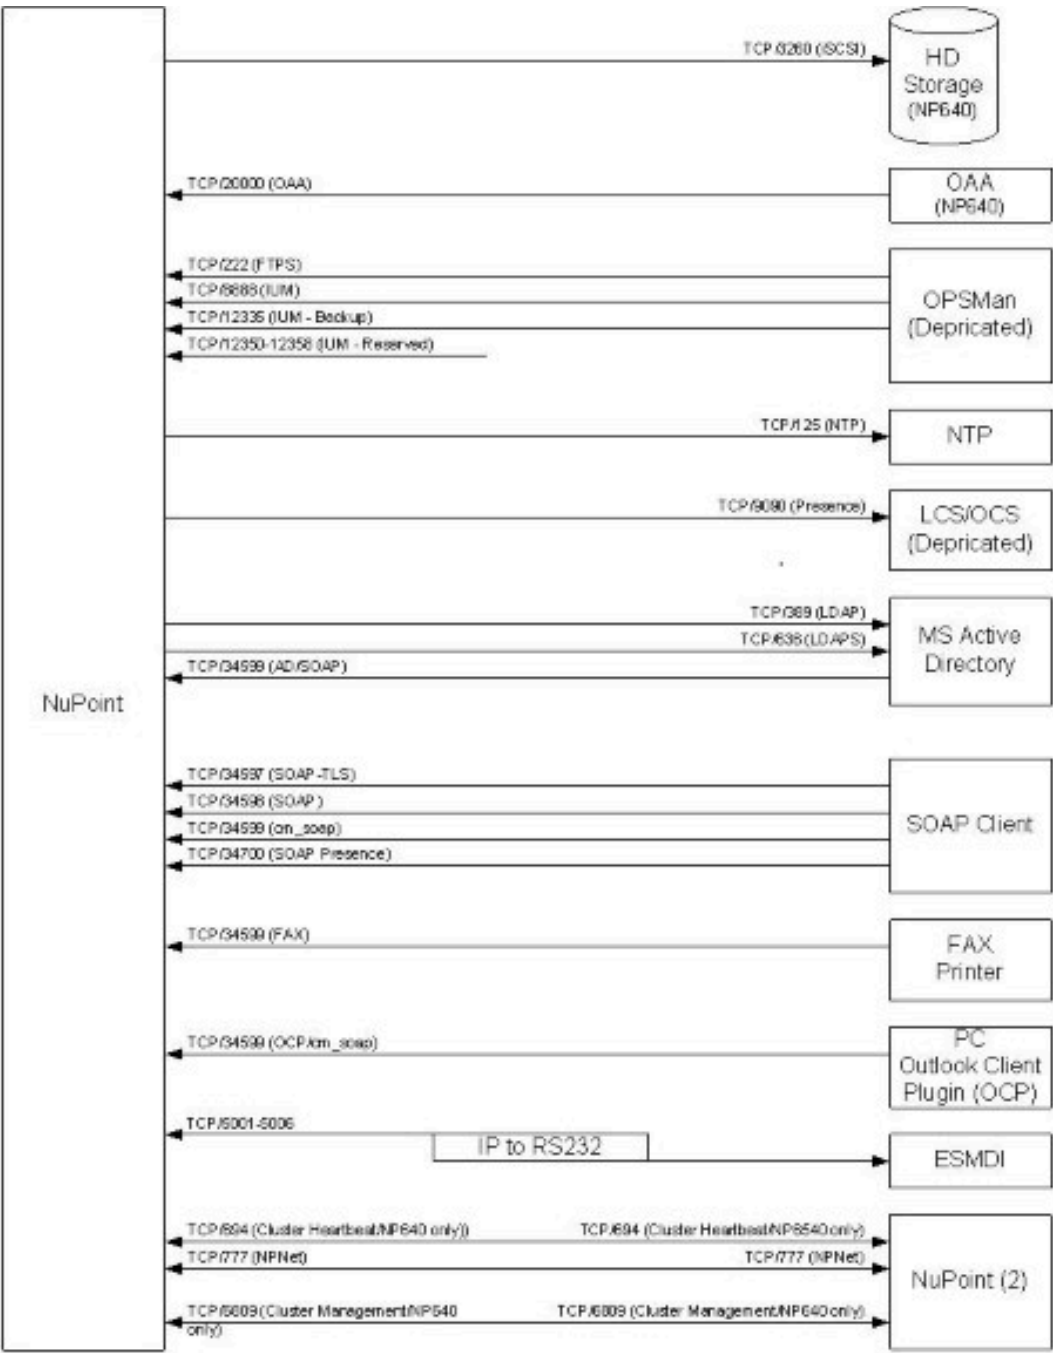 TCP/3260 (iSCSI)
HD
Storage
(NP640)
TCP/20000 (OAA)
OAA
(NP640)
TCP/222 (FTPS)
TCP/8888 (IUM)
TCP/12335 (IUM - Backup)
TCP/12350-12358 (IUM - Reserved)
OPSMan
(Depricated)
TCP/125 (NTP)
NTP
TCP/9090 (Presence)
LCS/OCS
(Depricated)
TCP/389 (LDAP)
TCP/636 (LDAPS)
TCP/34599 (AD/SOAP)
MS Active
Directory
NuPoint
TCP/34597 (SOAP-TLS)
TCP/34598 (SOAP)
TCP/34599 (cm_soap)
TCP/34700 (SOAP Presence)
SOAP Client
TCP/34599 (FAX)
FAX
Printer
TCP/34599 (OCP/cm_soap)
PC
Outlook Client
Plugin (OCP)
TCP/5001-5006
IP to RS232
ESMDI
TCP/694 (Cluster Heartbeat/NP640 only))
TCP/694 (Cluster Heartbeat/NP6540 only)
TCP/777 (NPNet)
TCP/777 (NPNet)
NuPoint (2)
TCP/6809 (Cluster Management/NP640
only)
TCP/6809 (Cluster Management/NP640 only)